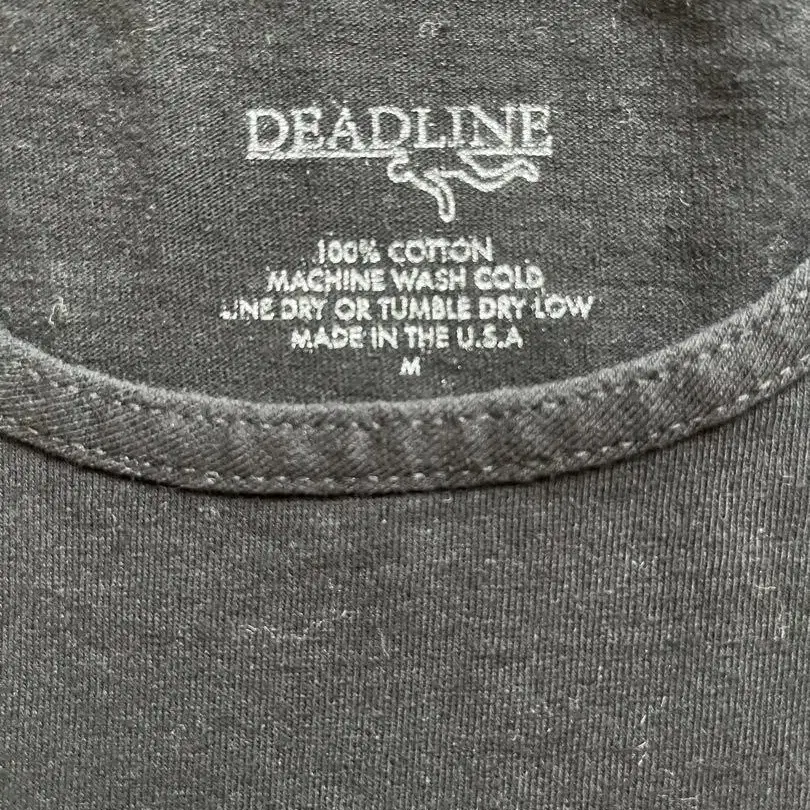 DEADLINE
100% COTTON
MACHINE WASH COLD
LINE DRY OR TUMBLE DRY LOW
MADE IN THE U.S.A
M